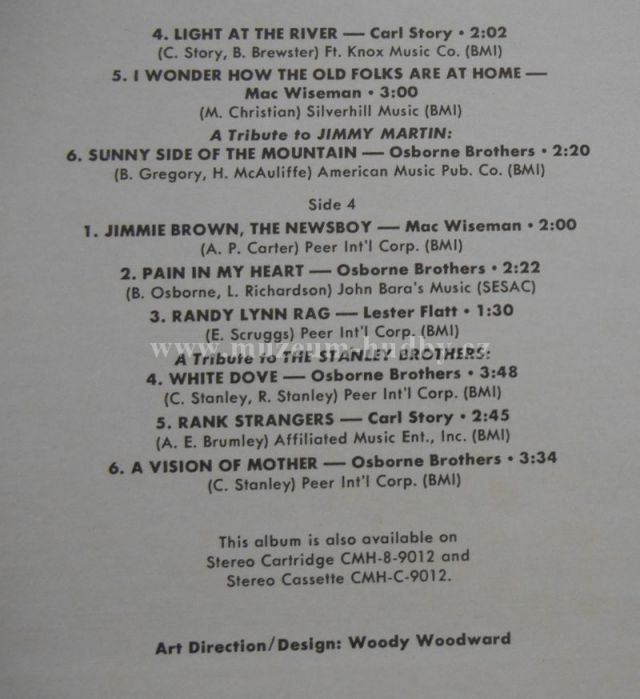 4. LIGHT AT THE RIVER — Carl Story • 2:02
(C. Story, B. Brewster) Ft. Knox Music Co. (BMI)
5. I WONDER HOW THE OLD FOLKS ARE AT HOME —
Mac Wiseman • 3:00
(M. Christian) Silverhill Music (BMI)
A Tribute to JIMMY MARTIN:
6. SUNNY SIDE OF THE MOUNTAIN — Osborne Brothers • 2:20
(B. Gregory, H. McAuliffe) American Music Pub. Co. (BMI)
Side 4
1. JIMMIE BROWN, THE NEWSBOY — Mac Wiseman • 2:00
(A. P. Carter) Peer Int'l Corp. (BMI)
2. PAIN IN MY HEART — Osborne Brothers • 2:22
(B. Osborne, L. Richardson) John Bara's Music (SESAC)
3. RANDY LYNN RAG — Lester Flatt • 1:30
(E. Scruggs) Peer Int'l Corp. (BMI)
www.muzeum-hudby.cz
A Tribute to THE STANLEY BROTHERS:
4. WHITE DOVE — Osborne Brothers • 3:48
(C. Stanley, R. Stanley) Peer Int'l Corp. (BMI)
5. RANK STRANGERS — Carl Story • 2:45
(A. E. Brumley) Affiliated Music Ent., Inc. (BMI)
6. A VISION OF MOTHER — Osborne Brothers • 3:34
(C. Stanley) Peer Int'l Corp. (BMI)
This album is also available on
Stereo Cartridge CMH-8-9012 and
Stereo Cassette CMH-C-9012.
Art Direction/Design: Woody Woodward